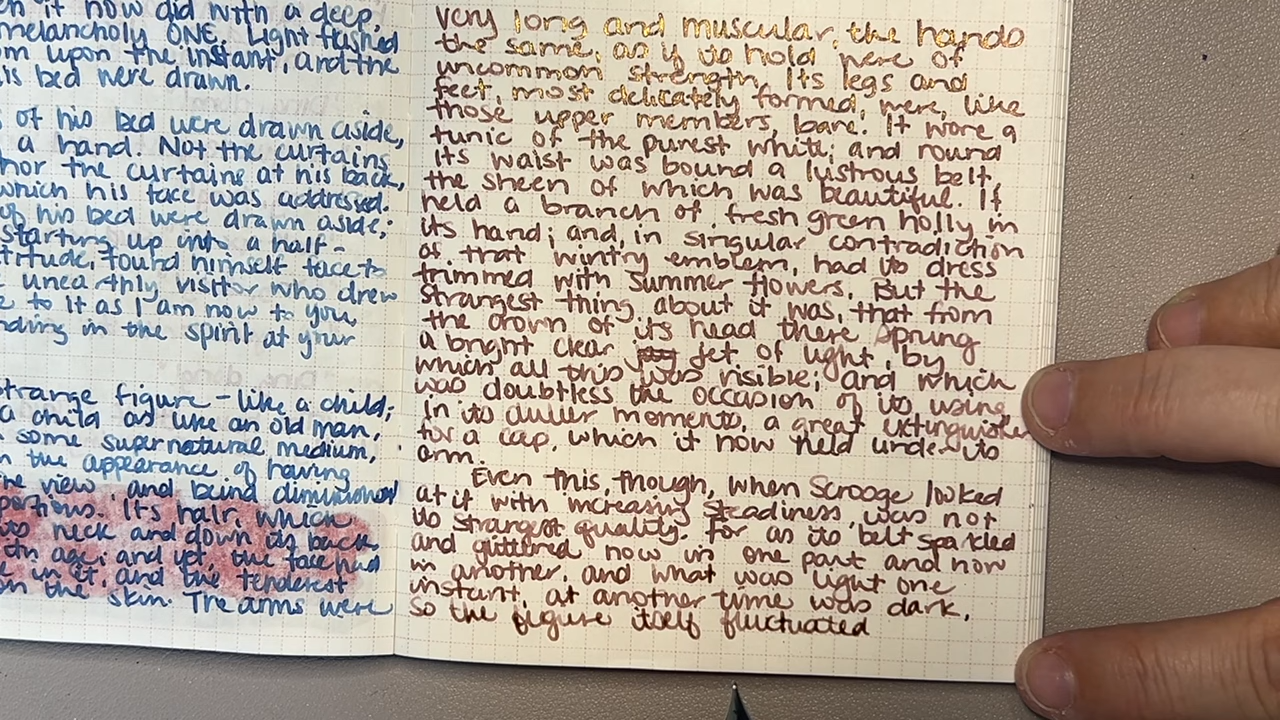 it now did with a deep,
melancholy ONE. Light flashed
upon the instant, and the
is bed were drawn.
of his bed were drawn aside,
a hand. Not the curtains
nor the curtains at his back,
which his face was addressed.
of his bed were drawn aside;
starting up into a half-
titude, found himself face to
unearthly visitor who drew
to it as I am now to you,
nding in the spirit at your
strange figure - like a child;
a child as like an old man,
some supernatural medium,
the appearance of having
the view, and being diminished
portions. Its hair, which
its neck and down its back
age; and yet, the face had
in it, and the tenderest
on the skin. The arms were
very long and muscular, the hands
the same, as if its hold were of
uncommon strength. Its legs and
feet, most delicately formed, were, like
those upper members, bare. It wore a
tunic of the purest white; and round
its waist was bound a lustrous belt,
the sheen of which was beautiful. It
held a branch of fresh green holly in
its hand; and, in singular contradiction
of that wintry emblem, had its dress
trimmed with summer flowers. But the
strangest thing about it was, that from
the crown of its head there sprung
a bright clear jet of light, by
which all this was visible; and which
was doubtless the occasion of its using,
in its duller moments, a great extinguisher
for a cap, which it now held under its
arm.
Even this, though, when Scrooge looked
at it with increasing steadiness, was not
its strangest quality. For as its belt sparkled
and glittered now in one part and now
in another, and what was light one
instant, at another time was dark,
so the figure itself fluctuated